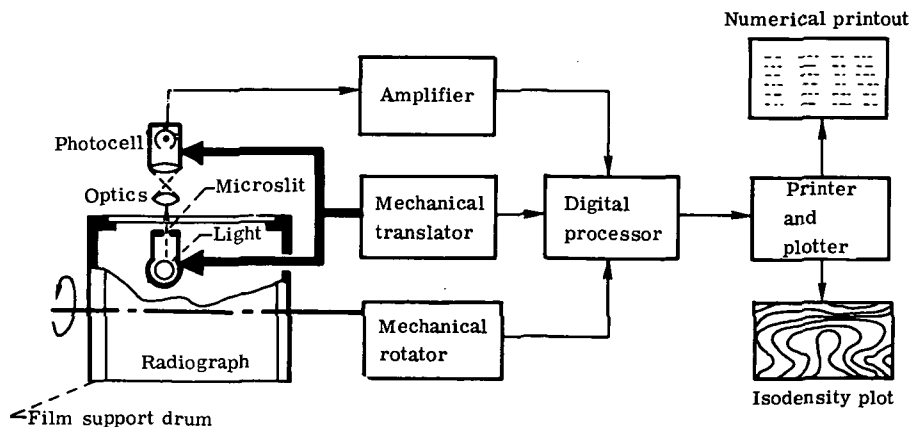 Numerical printout
Amplifier
Photocell
Optics
Microslit
Light
Mechanical
translator
Digital
processor
Printer
and
plotter
Mechanical
rotator
Radiograph
Isodensity plot
Film support drum